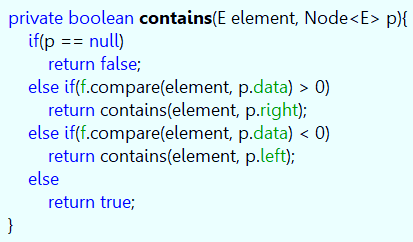 private boolean contains(E element, Node<E> p){
if(p == null)
return false;
else if(f.compare(element, p.data) > 0)
return contains(element, p.right);
else if(f.compare(element, p.data) < 0)
return contains(element, p.left);
else
return true;
}